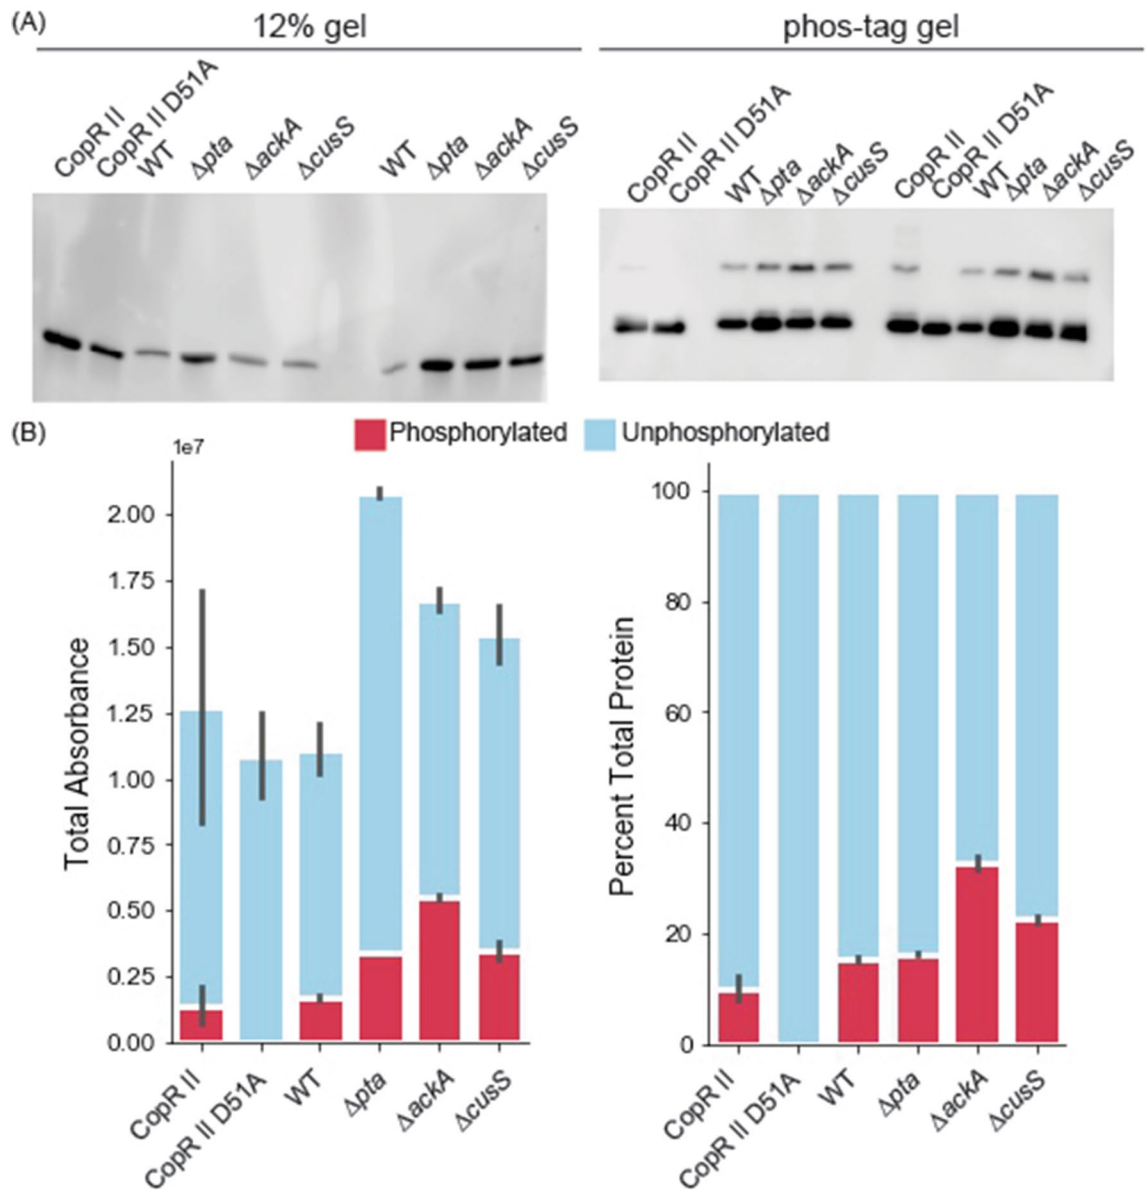 (A)
12% gel
phos-tag gel
CopR II
CopR II D51A
WT
Δpta
ΔackA
ΔcusS
WT
Δpta
ΔackA
ΔcusS
CopR II
CopR II D51A
WT
Δpta
ΔackA
ΔcusS
CopR II
CopR II D51A
WT
Δpta
ΔackA
ΔcusS
(B)
Phosphorylated
Unphosphorylated
1e7
2.00
1.75
1.50
1.25
1.00
0.75
0.50
0.25
0.00
Total Absorbance
CopR II
CopR II D51A
WT
Δpta
ΔackA
ΔcusS
100
80
60
40
20
0
Percent Total Protein
CopR II
CopR II D51A
WT
Δpta
ΔackA
ΔcusS